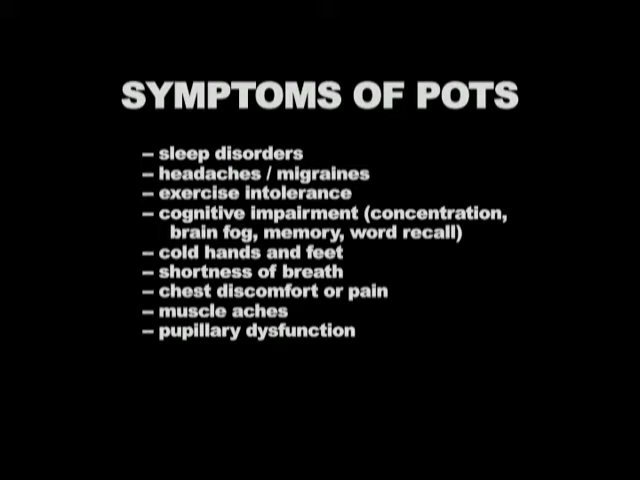 SYMPTOMS OF POTS
– sleep disorders
– headaches / migraines
– exercise intolerance
– cognitive impairment (concentration,
brain fog, memory, word recall)
– cold hands and feet
– shortness of breath
– chest discomfort or pain
– muscle aches
– pupillary dysfunction